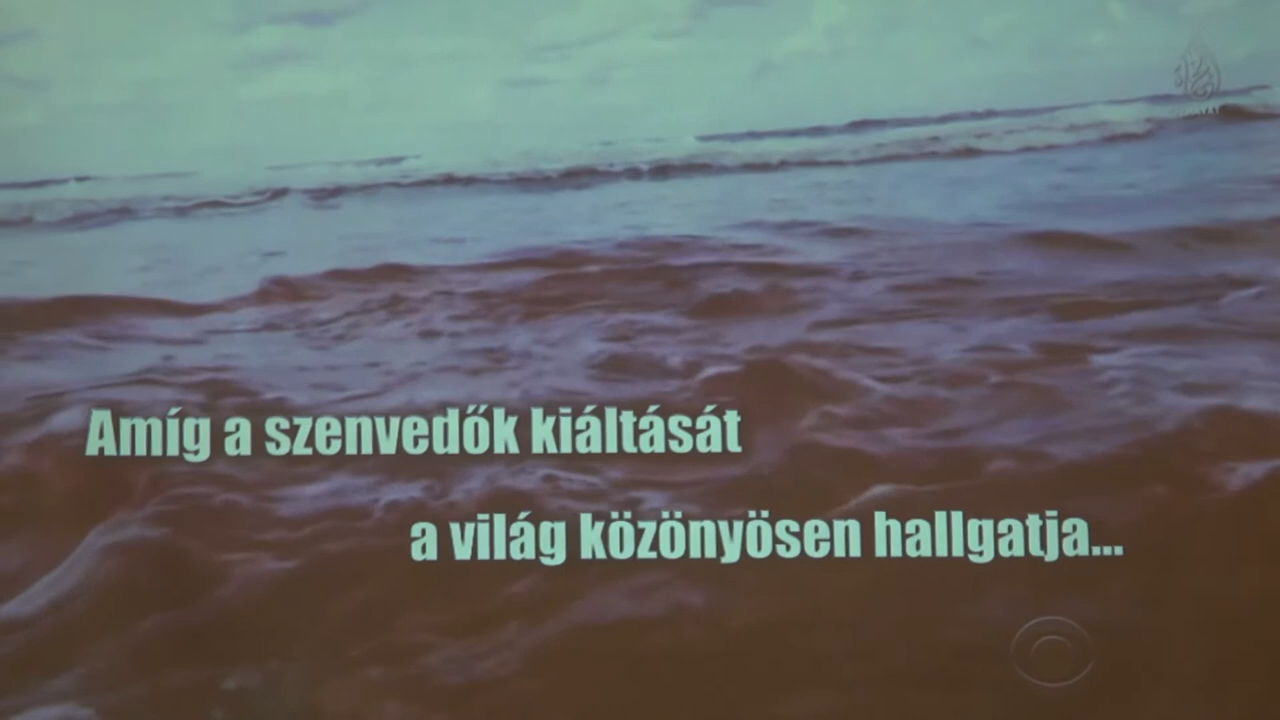 Amíg a szenvedők kiáltását
a világ közönyösen hallgatja...